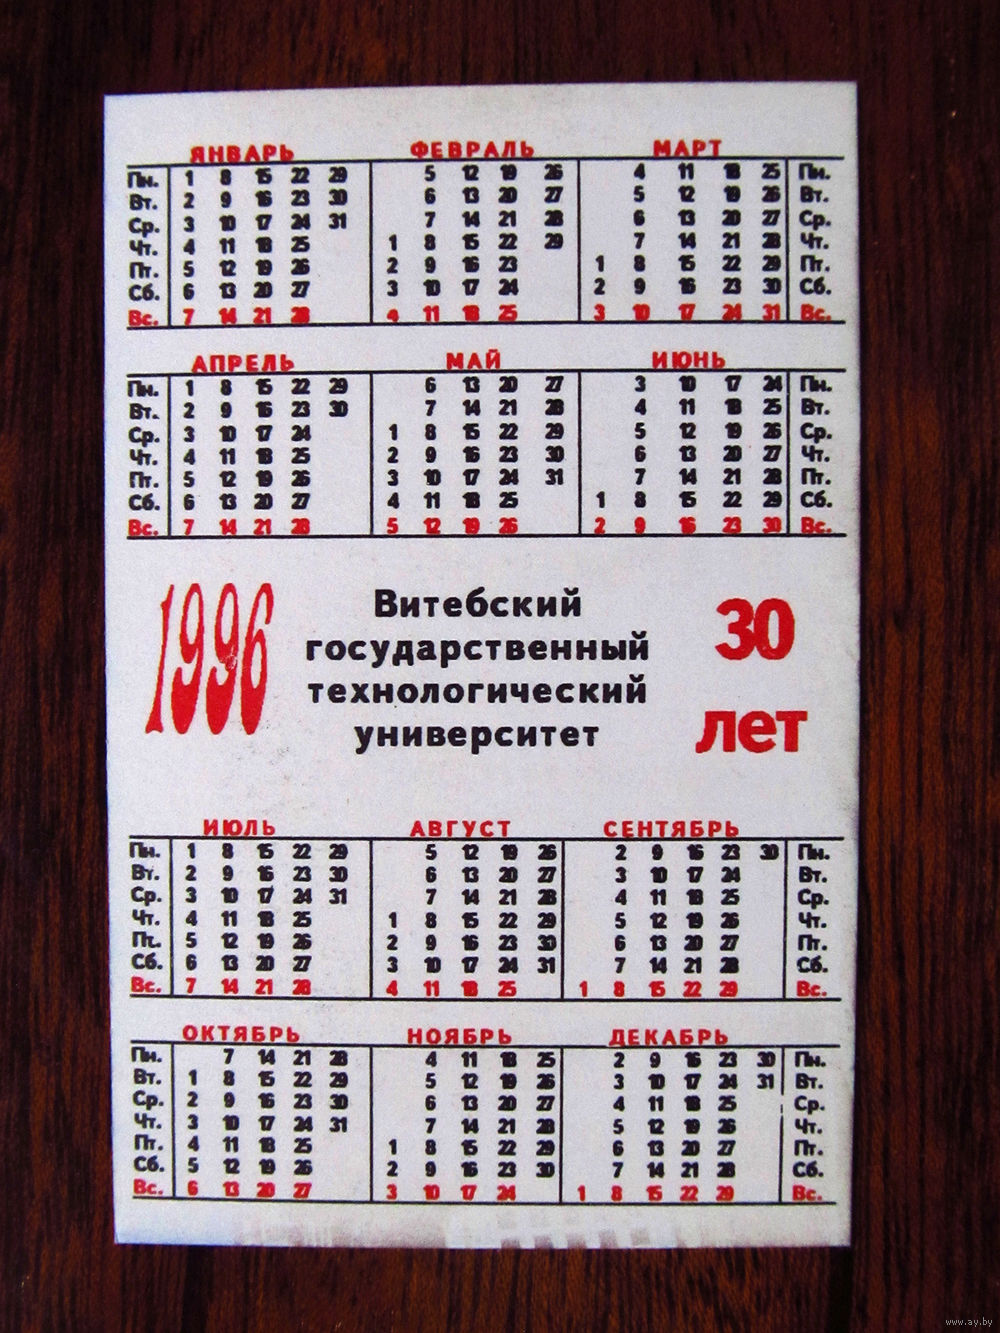 ЯНВАРЬ ФЕВРАЛЬ МАРТ
Пн. 1 8 15 22 29 5 12 19 26 4 11 18 25 Пн.
Вт. 2 9 16 23 30 6 13 20 27 5 12 19 26 Вт.
Ср. 3 10 17 24 31 7 14 21 28 6 13 20 27 Ср.
Чт. 4 11 18 25 1 8 15 22 29 7 14 21 28 Чт.
Пт. 5 12 19 26 2 9 16 23 1 8 15 22 29 Пт.
Сб. 6 13 20 27 3 10 17 24 2 9 16 23 30 Сб.
Вс. 7 14 21 28 4 11 18 25 3 10 17 24 31 Вс.
АПРЕЛЬ МАЙ ИЮНЬ
Пн. 1 8 15 22 29 6 13 20 27 3 10 17 24 Пн.
Вт. 2 9 16 23 30 7 14 21 28 4 11 18 25 Вт.
Ср. 3 10 17 24 1 8 15 22 29 5 12 19 26 Ср.
Чт. 4 11 18 25 2 9 16 23 30 6 13 20 27 Чт.
Пт. 5 12 19 26 3 10 17 24 31 7 14 21 28 Пт.
Сб. 6 13 20 27 4 11 18 25 1 8 15 22 29 Сб.
Вс. 7 14 21 28 5 12 19 26 2 9 16 23 30 Вс.
1996
Витебский
государственный
технологический
университет
30
лет
ИЮЛЬ АВГУСТ СЕНТЯБРЬ
Пн. 1 8 15 22 29 5 12 19 26 2 9 16 23 30 Пн.
Вт. 2 9 16 23 30 6 13 20 27 3 10 17 24 Вт.
Ср. 3 10 17 24 31 7 14 21 28 4 11 18 25 Ср.
Чт. 4 11 18 25 1 8 15 22 29 5 12 19 26 Чт.
Пт. 5 12 19 26 2 9 16 23 30 6 13 20 27 Пт.
Сб. 6 13 20 27 3 10 17 24 31 7 14 21 28 Сб.
Вс. 7 14 21 28 4 11 18 25 1 8 15 22 29 Вс.
ОКТЯБРЬ НОЯБРЬ ДЕКАБРЬ
Пн. 7 14 21 28 4 11 18 25 2 9 16 23 30 Пн.
Вт. 1 8 15 22 29 5 12 19 26 3 10 17 24 31 Вт.
Ср. 2 9 16 23 30 6 13 20 27 4 11 18 25 Ср.
Чт. 3 10 17 24 31 7 14 21 28 5 12 19 26 Чт.
Пт. 4 11 18 25 1 8 15 22 29 6 13 20 27 Пт.
Сб. 5 12 19 26 2 9 16 23 30 7 14 21 28 Сб.
Вс. 6 13 20 27 3 10 17 24 1 8 15 22 29 Вс.
www.ay.by